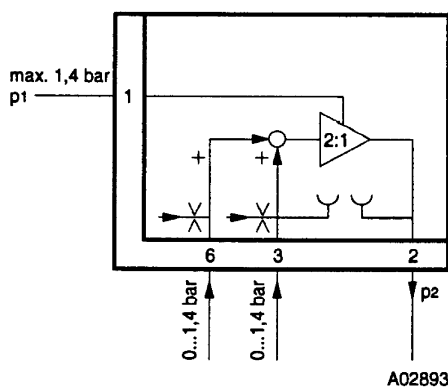 max. 1,4 bar
p1
1
+
+
2:1
6
3
2
0...1,4 bar
0...1,4 bar
p2
A02893